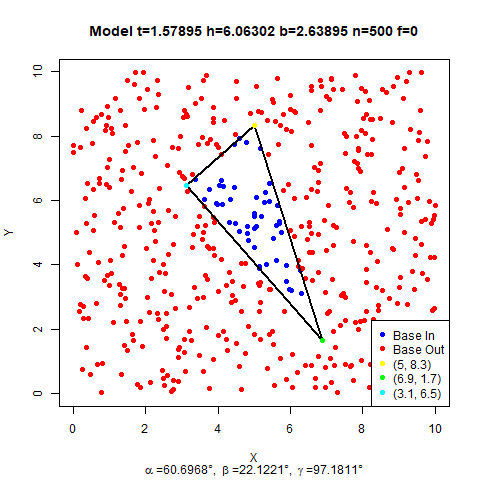 Model t=1.57895 h=6.06302 b=2.63895 n=500 f=0
10
8
6
4
2
0
Y
Base In
Base Out
(5, 8.3)
(6.9, 1.7)
(3.1, 6.5)
0 2 4 6 8 10
X
α=60.6968°, β=22.1221°, γ=97.1811°